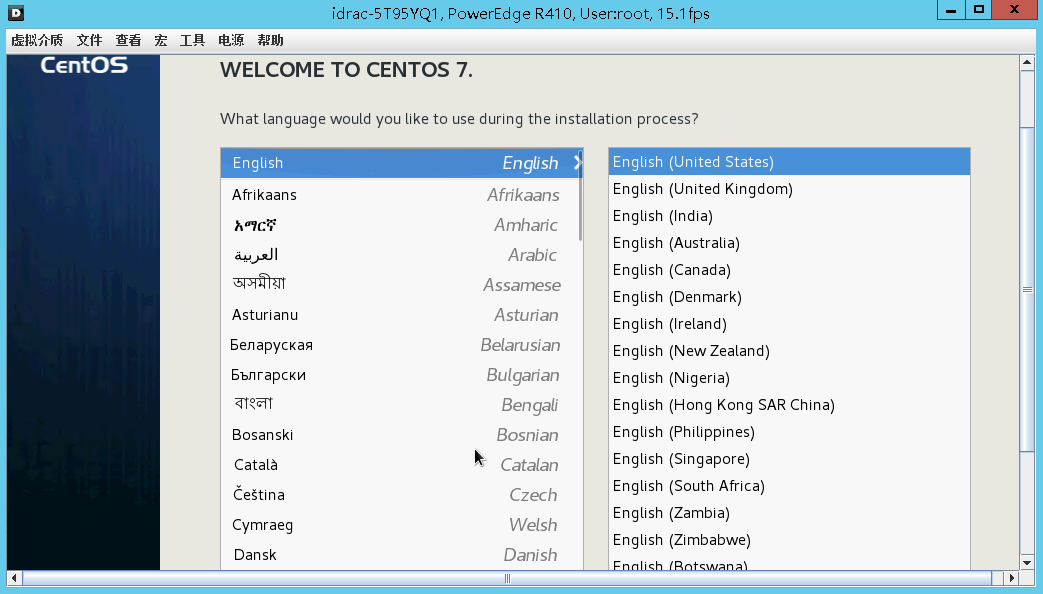 idrac-5T95YQ1, PowerEdge R410, User:root, 15.1fps
虚拟介质 文件 查看 宏 工具 电源 帮助
CentOS
WELCOME TO CENTOS 7.
What language would you like to use during the installation process?
English English
Afrikaans Afrikaans
አማርኛ Amharic
العربية Arabic
অসমীয়া Assamese
Asturianu Asturian
Беларуская Belarusian
Български Bulgarian
বাংলা Bengali
Bosanski Bosnian
Català Catalan
Čeština Czech
Cymraeg Welsh
Dansk Danish
English (United States)
English (United Kingdom)
English (India)
English (Australia)
English (Canada)
English (Denmark)
English (Ireland)
English (New Zealand)
English (Nigeria)
English (Hong Kong SAR China)
English (Philippines)
English (Singapore)
English (South Africa)
English (Zambia)
English (Zimbabwe)
English (Botswana)